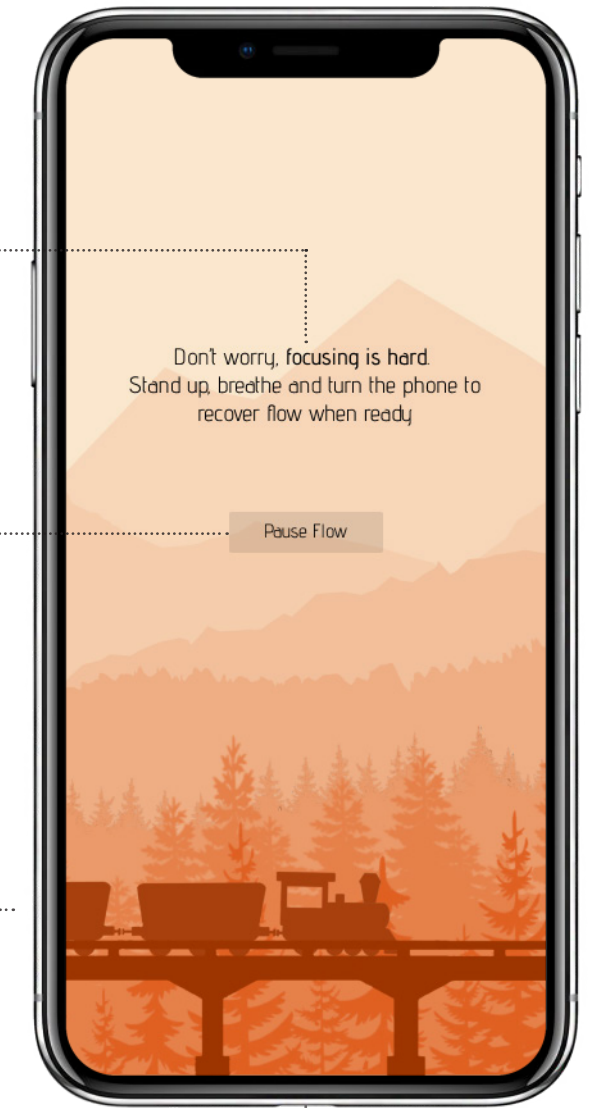 Don't worry, focusing is hard.
Stand up, breathe and turn the phone to
recover flow when ready
Pause Flow